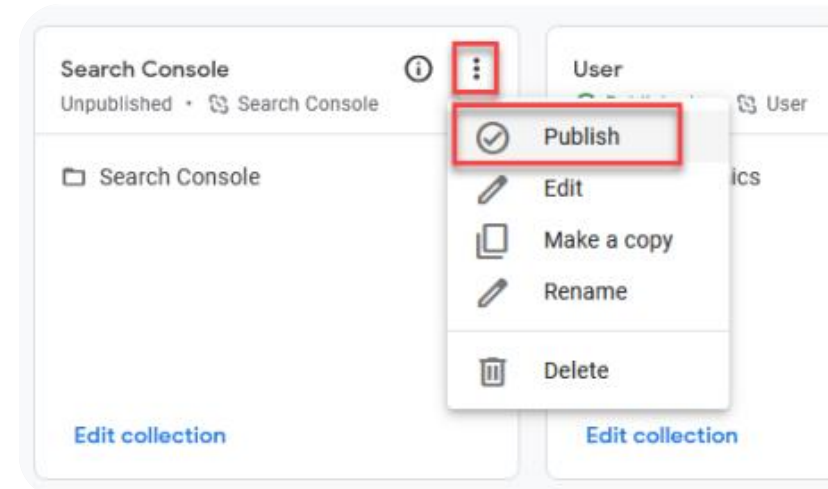 Search Console
Unpublished • Search Console
Search Console
Edit collection
User
User
Publish
Edit
Make a copy
Rename
Delete
ics
Edit collection